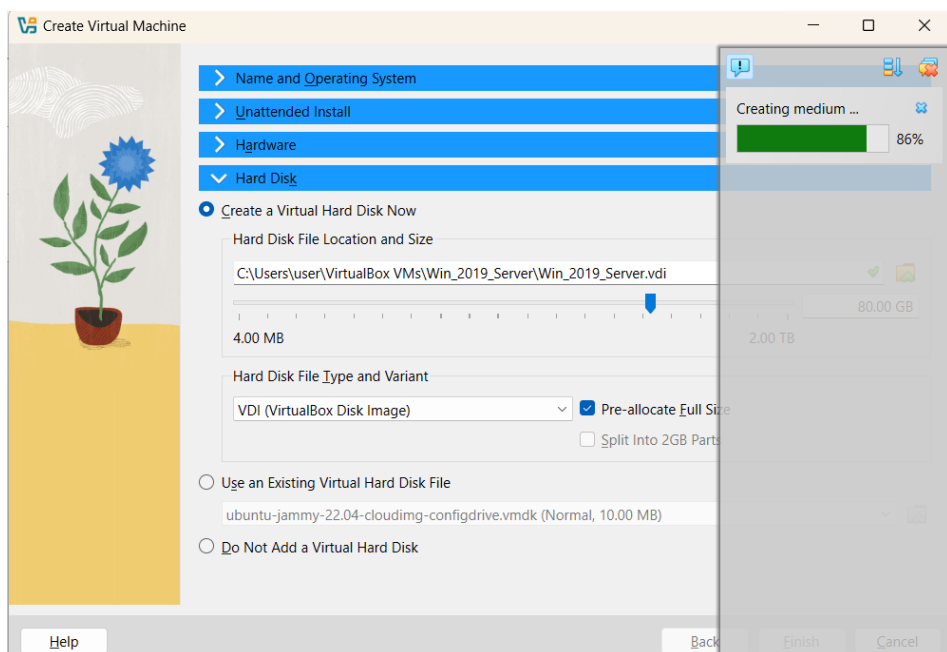 Create Virtual Machine
Name and Operating System
Unattended Install
Hardware
Hard Disk
Creating medium ...
86%
Create a Virtual Hard Disk Now
Hard Disk File Location and Size
C:\Users\user\VirtualBox VMs\Win_2019_Server\Win_2019_Server.vdi
80.00 GB
4.00 MB
2.00 TB
Hard Disk File Type and Variant
VDI (VirtualBox Disk Image)
Pre-allocate Full Size
Split Into 2GB Parts
Use an Existing Virtual Hard Disk File
ubuntu-jammy-22.04-cloudimg-configdrive.vmdk (Normal, 10.00 MB)
Do Not Add a Virtual Hard Disk
Help
Back
Finish
Cancel